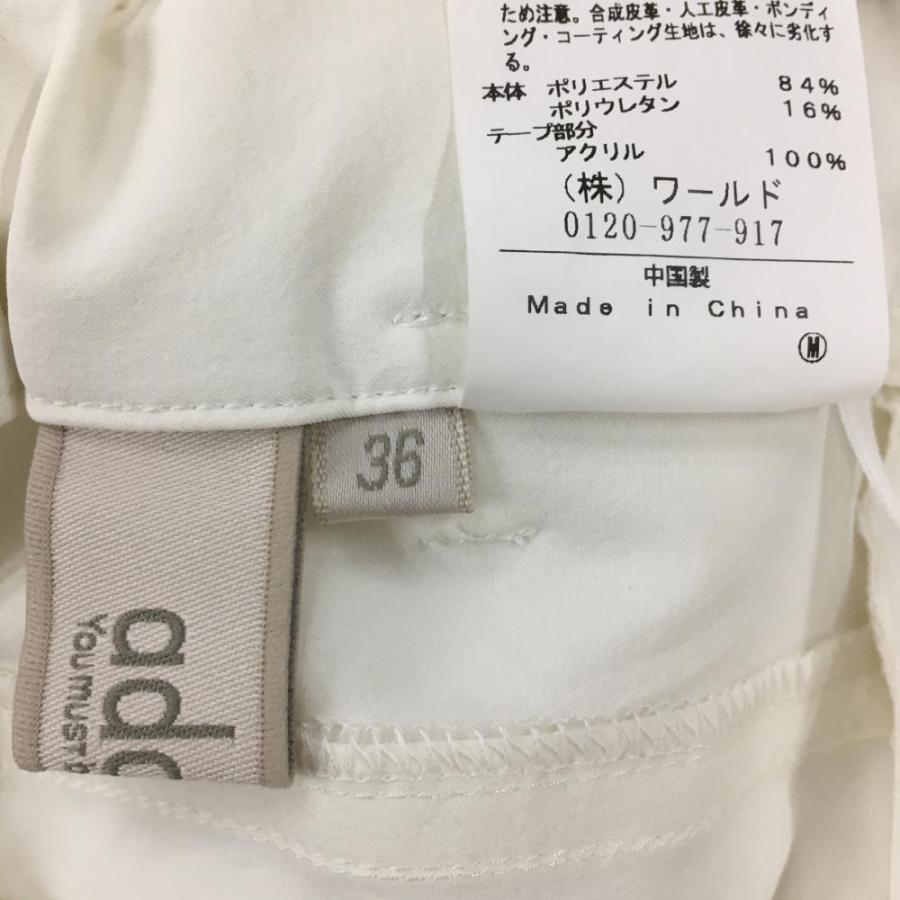 ため注意。合成皮革・人工皮革・ボンディ
ング・コーティング生地は、徐々に劣化す
る。
本体 ポリエステル 84%
ポリウレタン 16%
テープ部分
アクリル 100%
(株) ワールド
0120-977-917
中国製
Made in China
M
36
ada
You must b